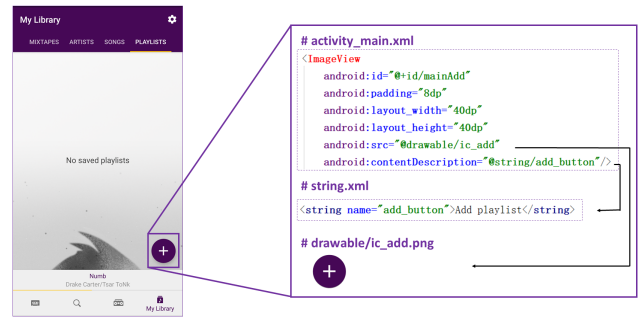 My Library
MIXTAPES ARTISTS SONGS PLAYLISTS
No saved playlists
Numb
Drake Carter/Tsar ToNk
My Library
# activity_main.xml
<ImageView
android:id="@+id/mainAdd"
android:padding="8dp"
android:layout_width="40dp"
android:layout_height="40dp"
android:src="@drawable/ic_add"
android:contentDescription="@string/add_button"/>
# string.xml
<string name="add_button">Add playlist</string>
# drawable/ic_add.png